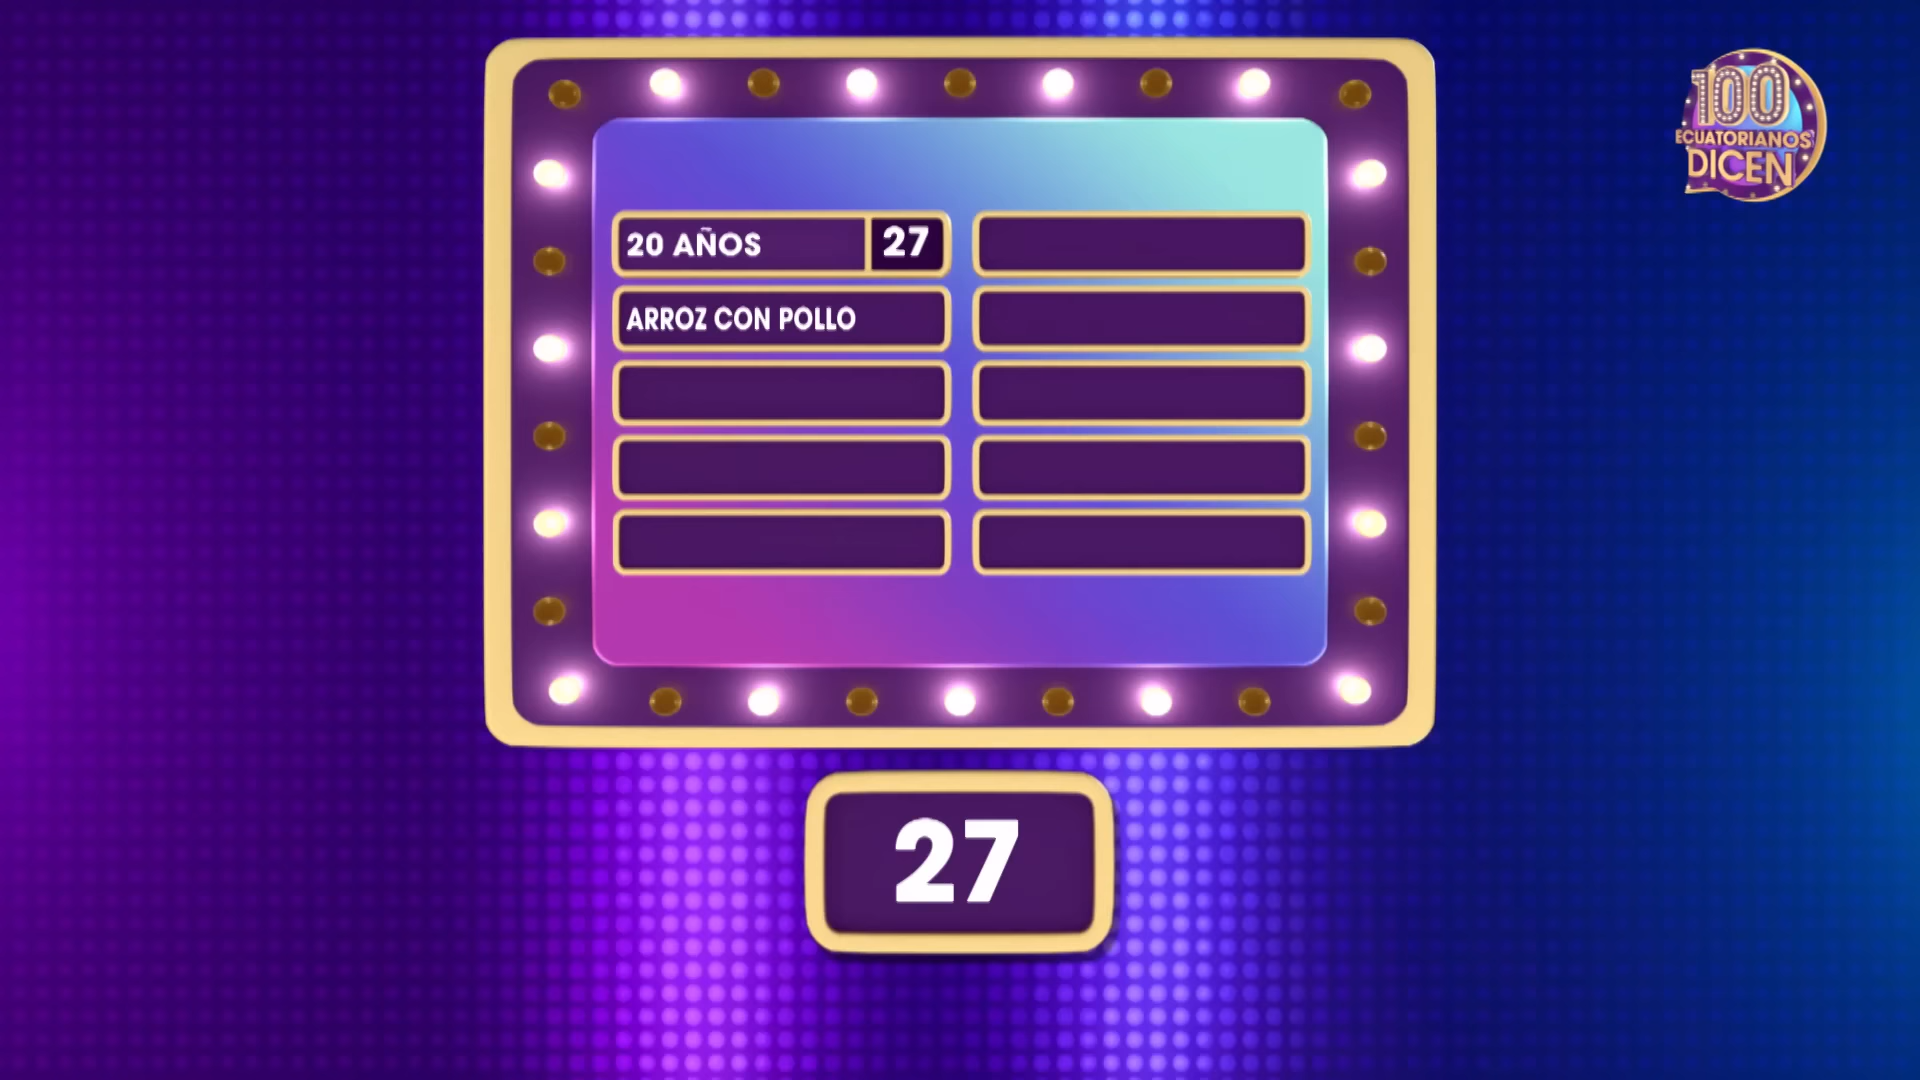 100
ECUATORIANOS
DICEN
20 AÑOS 27
ARROZ CON POLLO
27